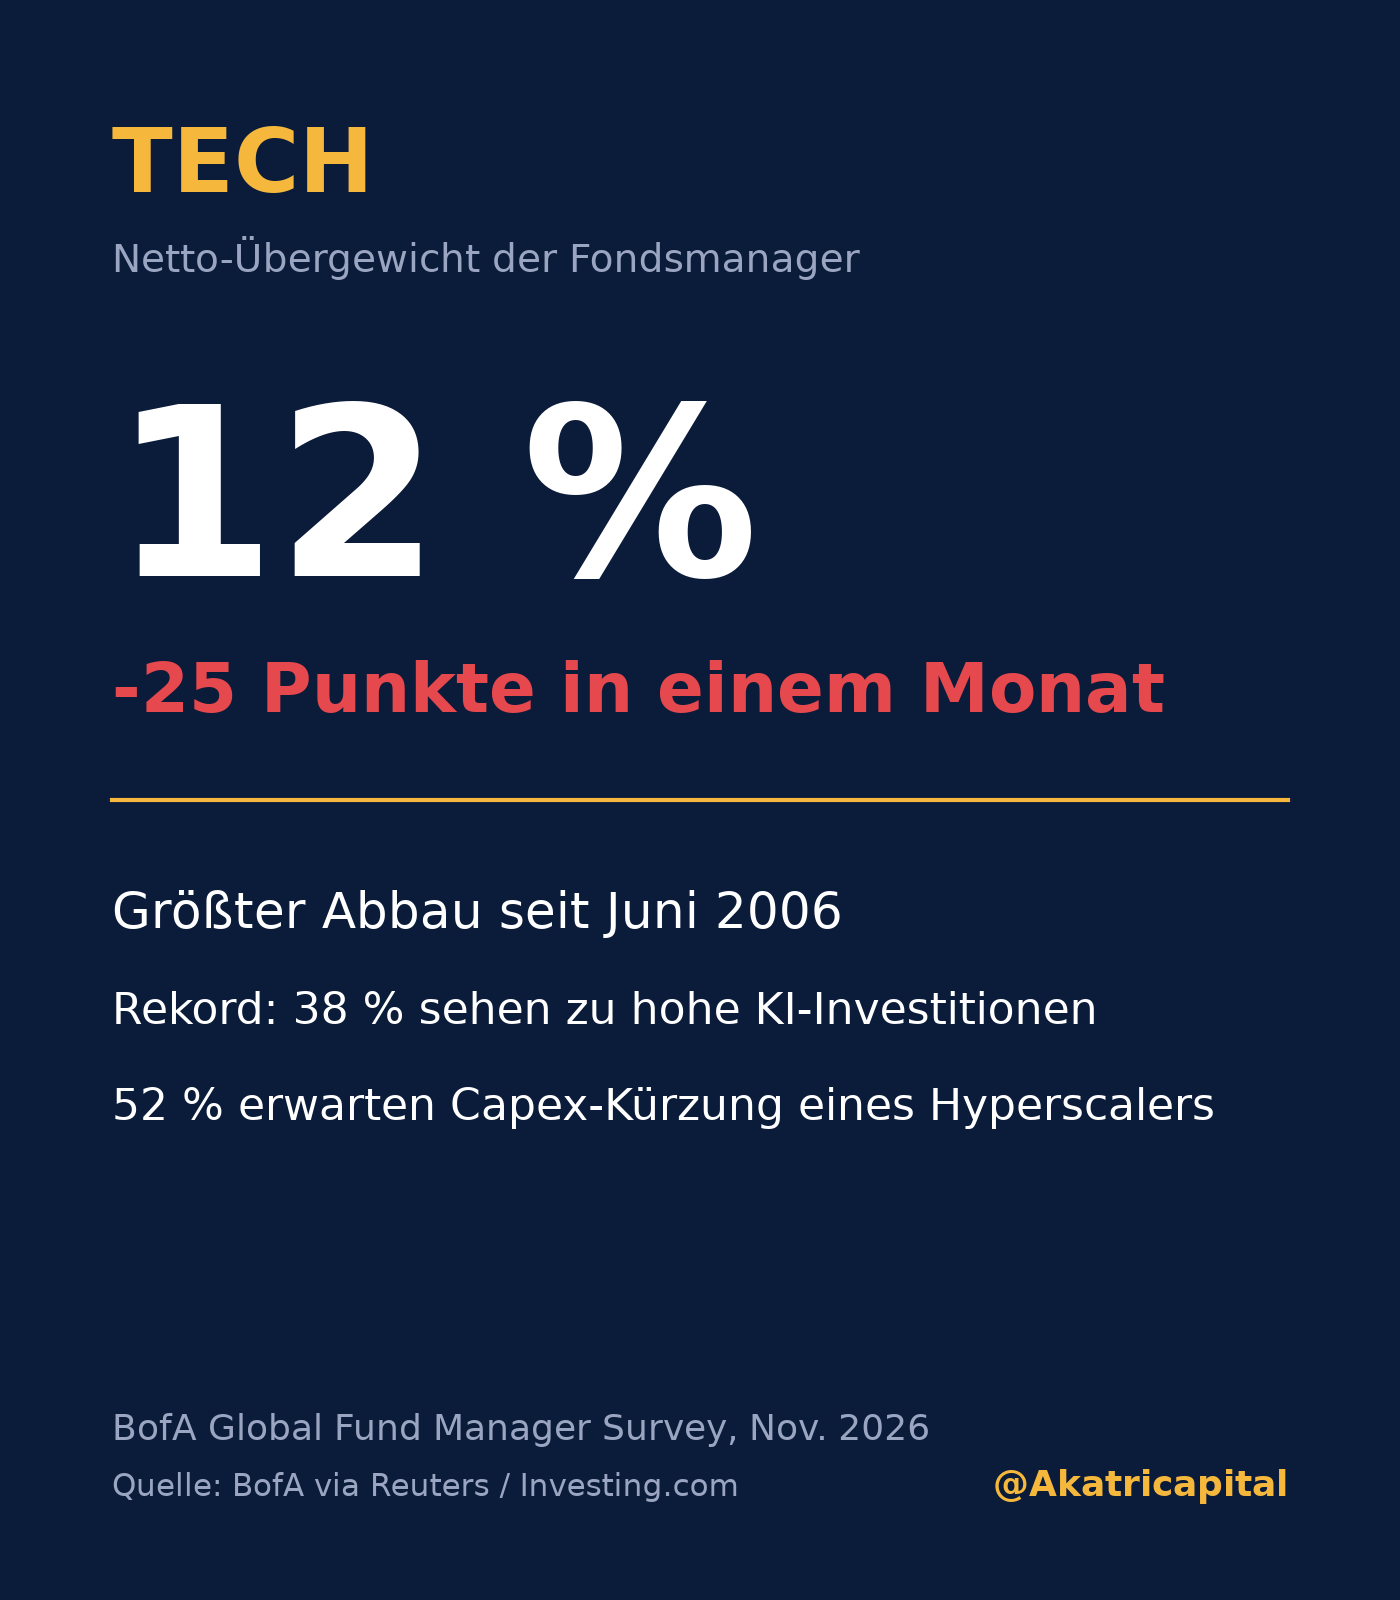 TECH
Netto-Übergewicht der Fondsmanager
12 %
-25 Punkte in einem Monat
Größter Abbau seit Juni 2006
Rekord: 38 % sehen zu hohe KI-Investitionen
52 % erwarten Capex-Kürzung eines Hyperscalers
BofA Global Fund Manager Survey, Nov. 2026
Quelle: BofA via Reuters / Investing.com
@Akatricapital